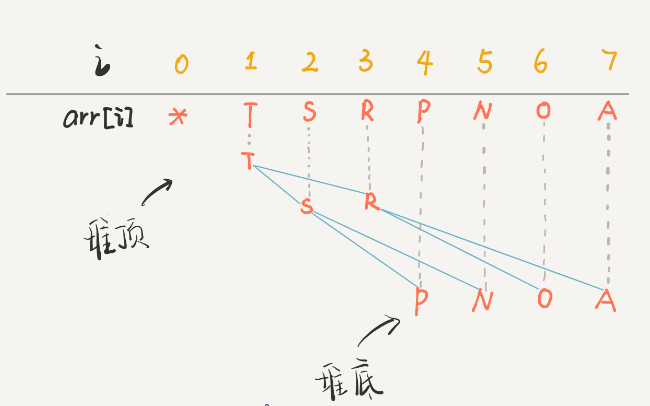 i 0 1 2 3 4 5 6 7
arr[i] * T S R P N O A
T
S R
堆顶
P N O A
堆底